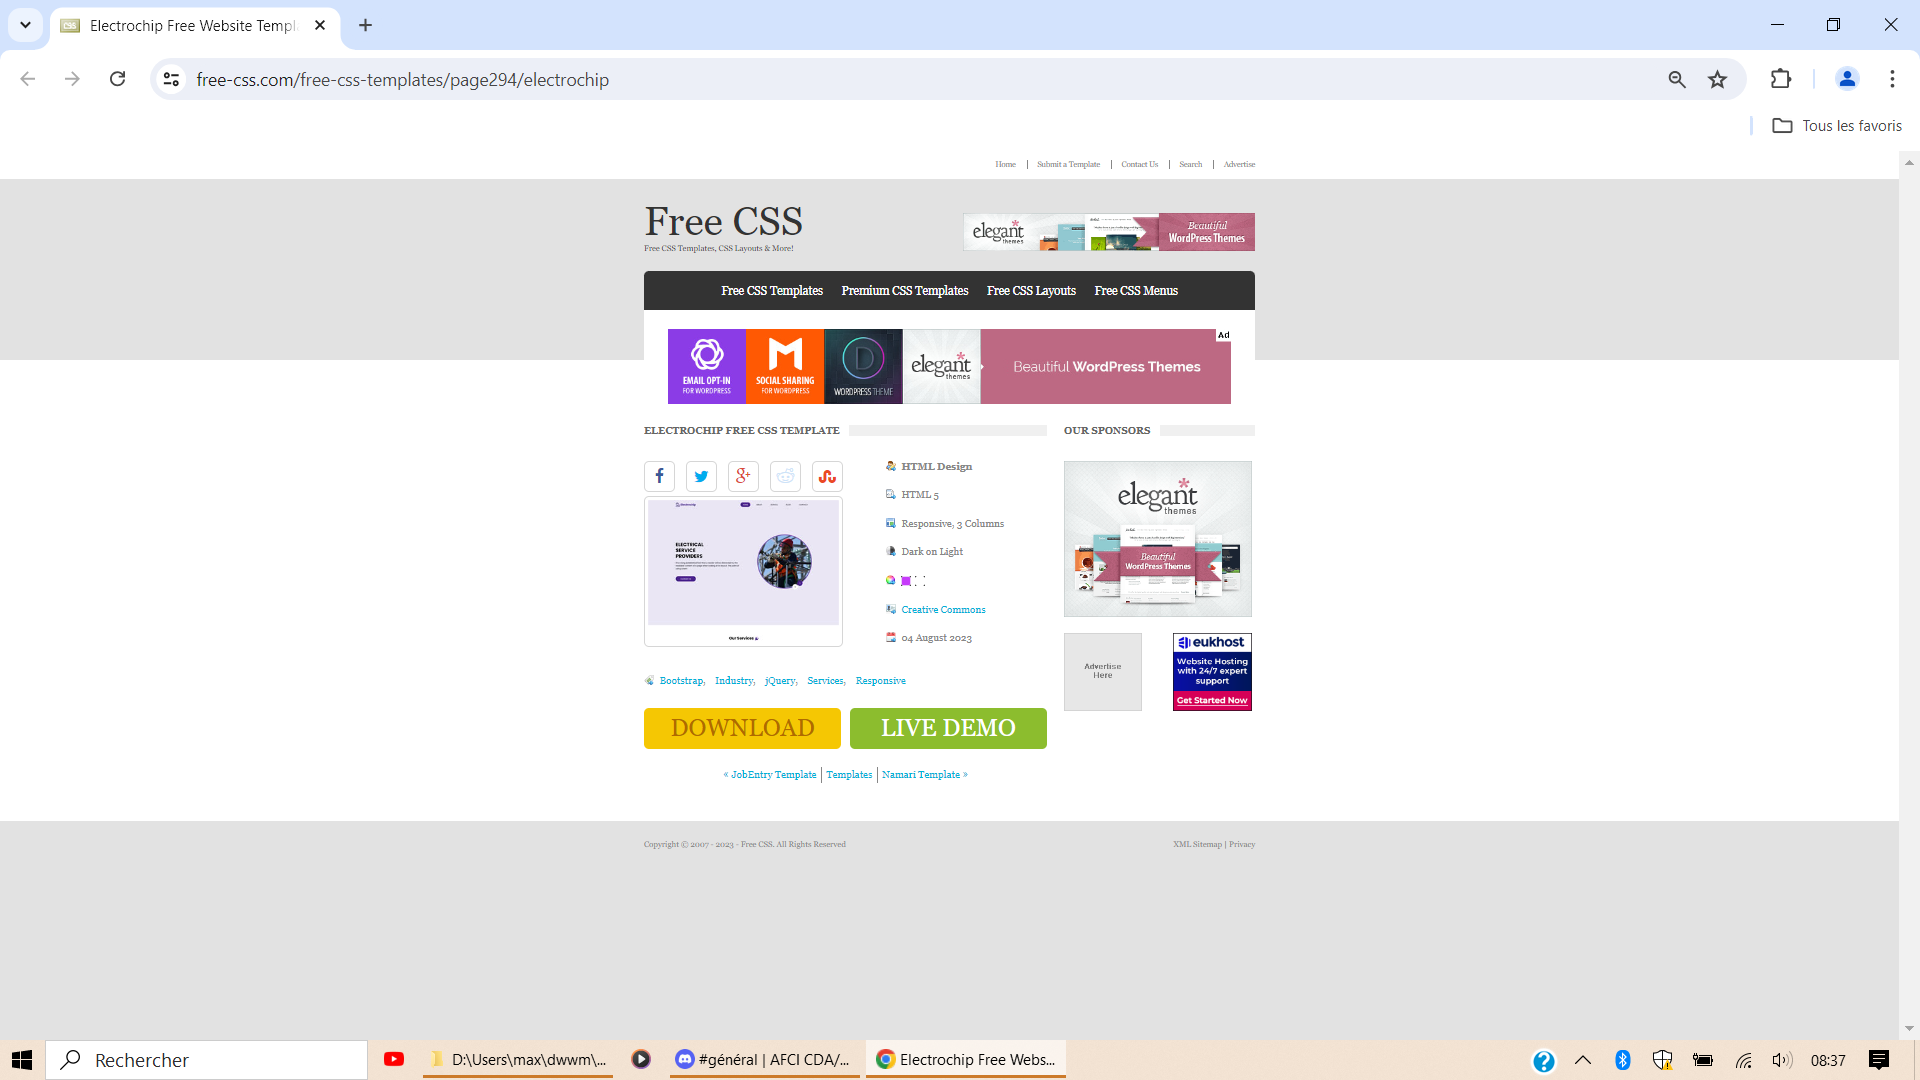 Electrochip Free Website Templ
free-css.com/free-css-templates/page294/electrochip
Tous les favoris
Home | Submit a Template | Contact Us | Search | Advertise
Free CSS
Free CSS Templates, CSS Layouts & More!
elegant themes
Beautiful
WordPress Themes
Free CSS Templates Premium CSS Templates Free CSS Layouts Free CSS Menus
EMAIL OPT-IN
FOR WORDPRESS
SOCIAL SHARING
FOR WORDPRESS
D
WORDPRESS THEME
elegant themes
Beautiful WordPress Themes
Ad
ELECTROCHIP FREE CSS TEMPLATE
OUR SPONSORS
HTML Design
HTML 5
Responsive, 3 Columns
Dark on Light
Creative Commons
04 August 2023
ELECTRICAL
SERVICE
PROVIDERS
Our Services
elegant themes
Beautiful
WordPress Themes
Advertise
Here
eukhost
Website Hosting
with 24/7 expert
support
Get Started Now
Bootstrap, Industry, jQuery, Services, Responsive
DOWNLOAD
LIVE DEMO
« JobEntry Template | Templates | Namari Template »
Copyright © 2007 - 2023 - Free CSS. All Rights Reserved
XML Sitemap | Privacy
Rechercher
D:\Users\max\dwwm\...
#général | AFCI CDA/...
Electrochip Free Webs...
08:37